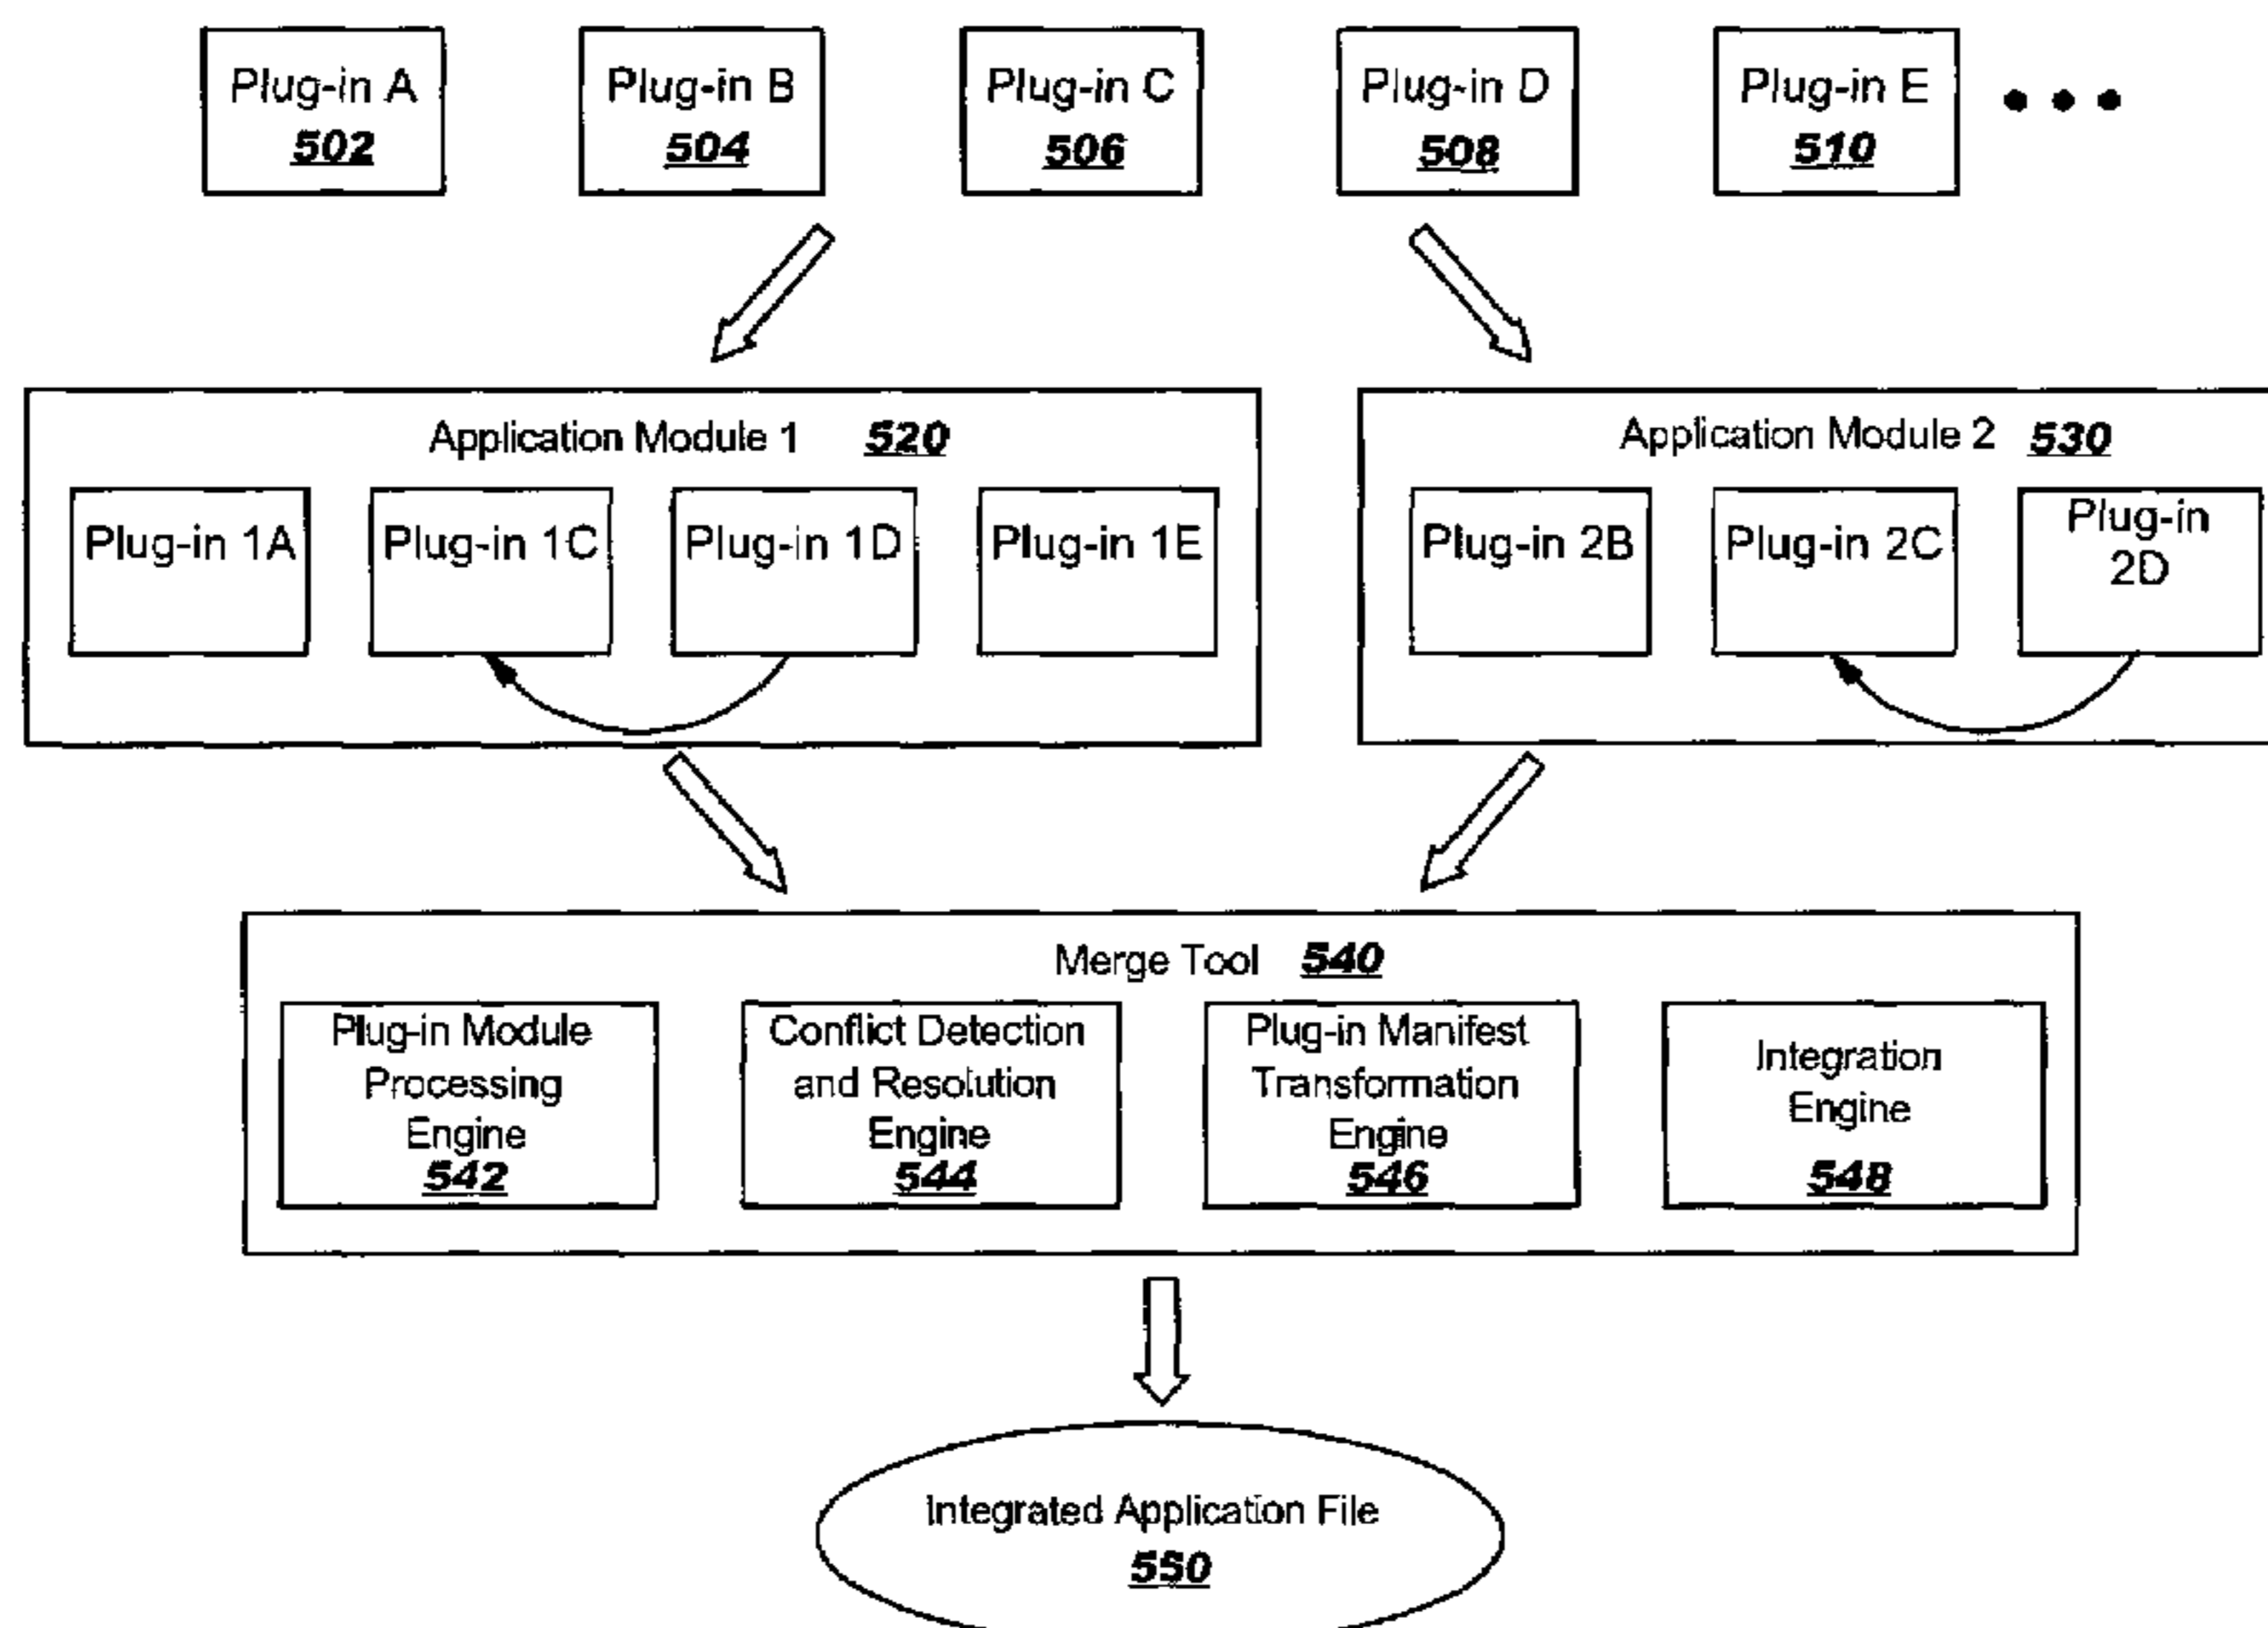 Plug-in A
502
Plug-in B
504
Plug-in C
506
Plug-in D
508
Plug-in E
510
Application Module 1 520
Plug-in 1A
Plug-in 1C
Plug-in 1D
Plug-in 1E
Application Module 2 530
Plug-in 2B
Plug-in 2C
Plug-in
2D
Merge Tool 540
Plug-in Module
Processing
Engine
542
Conflict Detection
and Resolution
Engine
544
Plug-in Manifest
Transformation
Engine
546
Integration
Engine
548
Integrated Application File
550